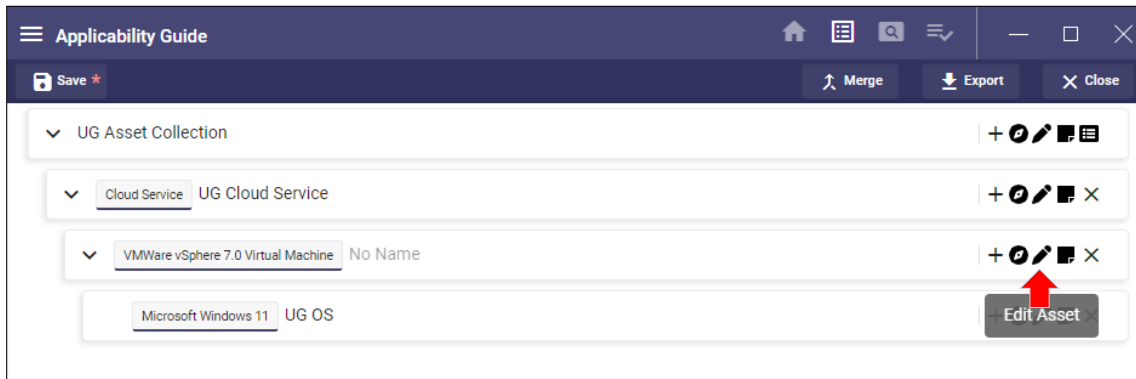 Applicability Guide
Save *
Merge
Export
Close
UG Asset Collection
Cloud Service UG Cloud Service
VMWare vSphere 7.0 Virtual Machine No Name
Microsoft Windows 11 UG OS
Edit Asset